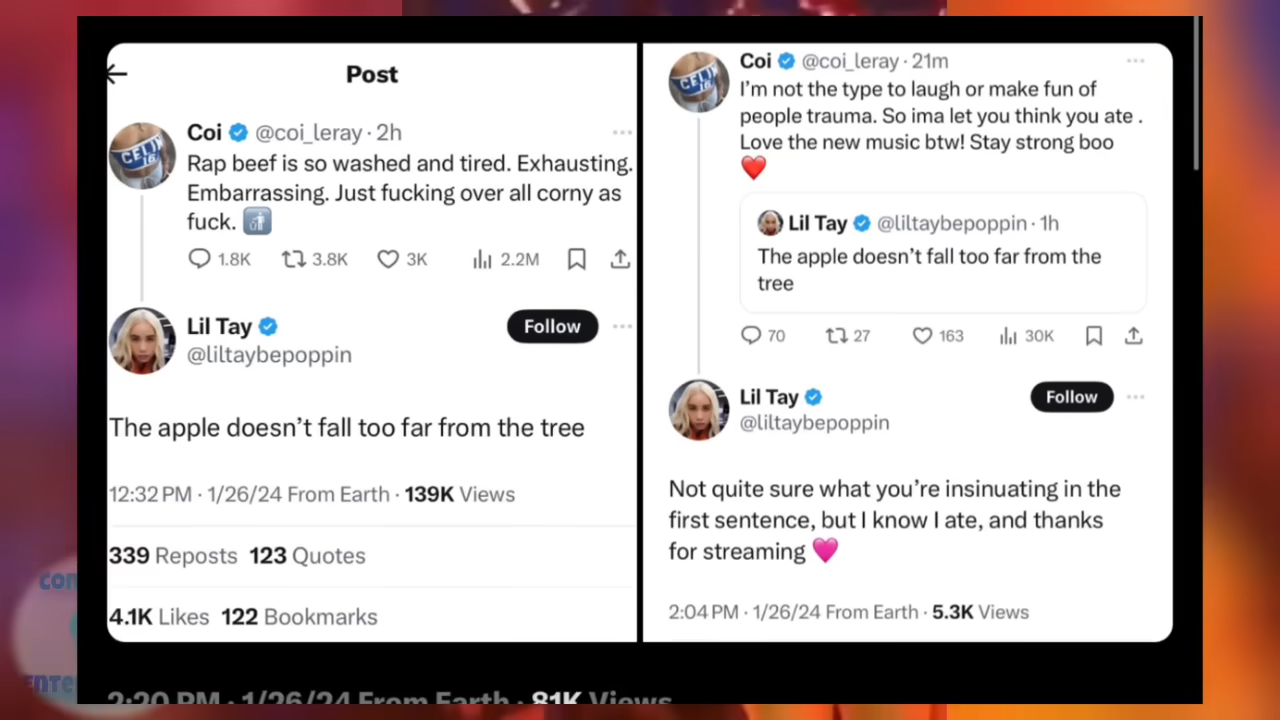 Post
Coi @coi_leray · 2h
Rap beef is so washed and tired. Exhausting.
Embarrassing. Just fucking over all corny as
fuck. 🚮
1.8K 3.8K 3K 2.2M
Lil Tay
Follow
@liltaybepoppin
The apple doesn’t fall too far from the tree
12:32 PM · 1/26/24 From Earth · 139K Views
339 Reposts 123 Quotes
4.1K Likes 122 Bookmarks
Coi @coi_leray · 21m
I’m not the type to laugh or make fun of
people trauma. So ima let you think you ate .
Love the new music btw! Stay strong boo
❤️
Lil Tay @liltaybepoppin · 1h
The apple doesn’t fall too far from the
tree
70 27 163 30K
Lil Tay
Follow
@liltaybepoppin
Not quite sure what you’re insinuating in the
first sentence, but I know I ate, and thanks
for streaming 🩷
2:04 PM · 1/26/24 From Earth · 5.3K Views
2:20 PM · 1/26/24 From Earth · 81K Views